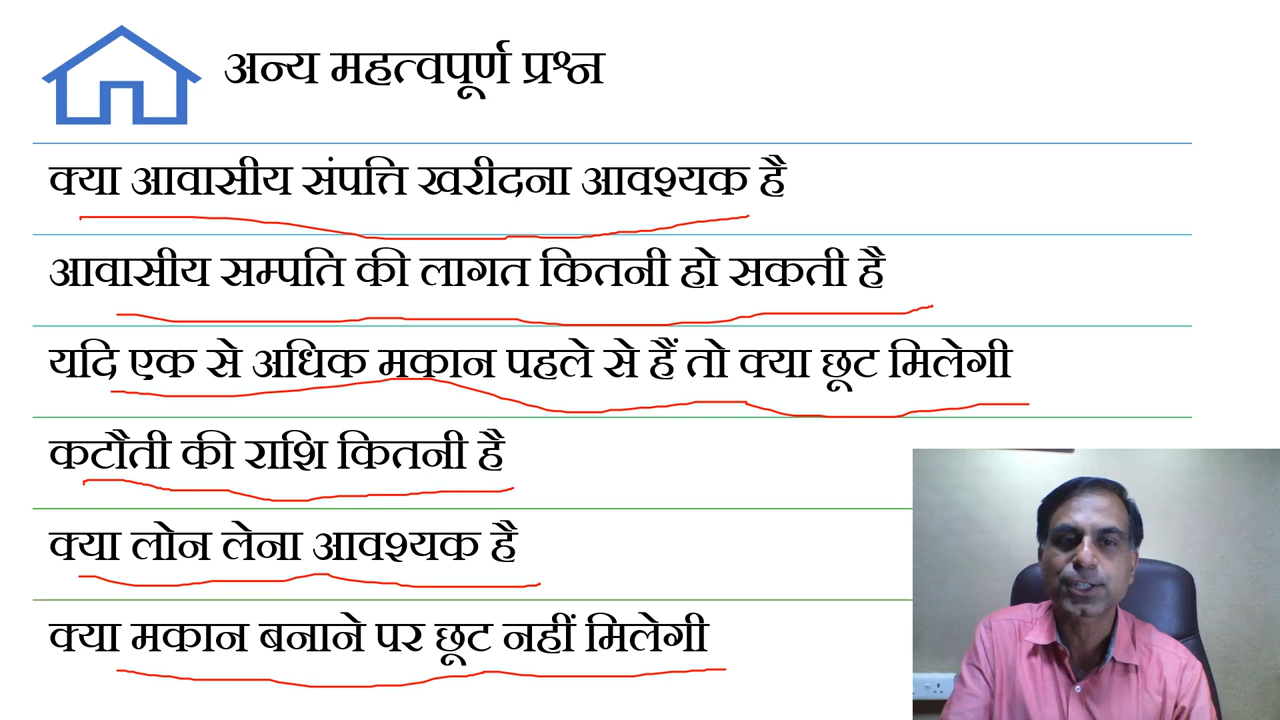 अन्य महत्वपूर्ण प्रश्न
क्या आवासीय संपत्ति खरीदना आवश्यक है
आवासीय सम्पति की लागत कितनी हो सकती है
यदि एक से अधिक मकान पहले से हैं तो क्या छूट मिलेगी
कटौती की राशि कितनी है
क्या लोन लेना आवश्यक है
क्या मकान बनाने पर छूट नहीं मिलेगी